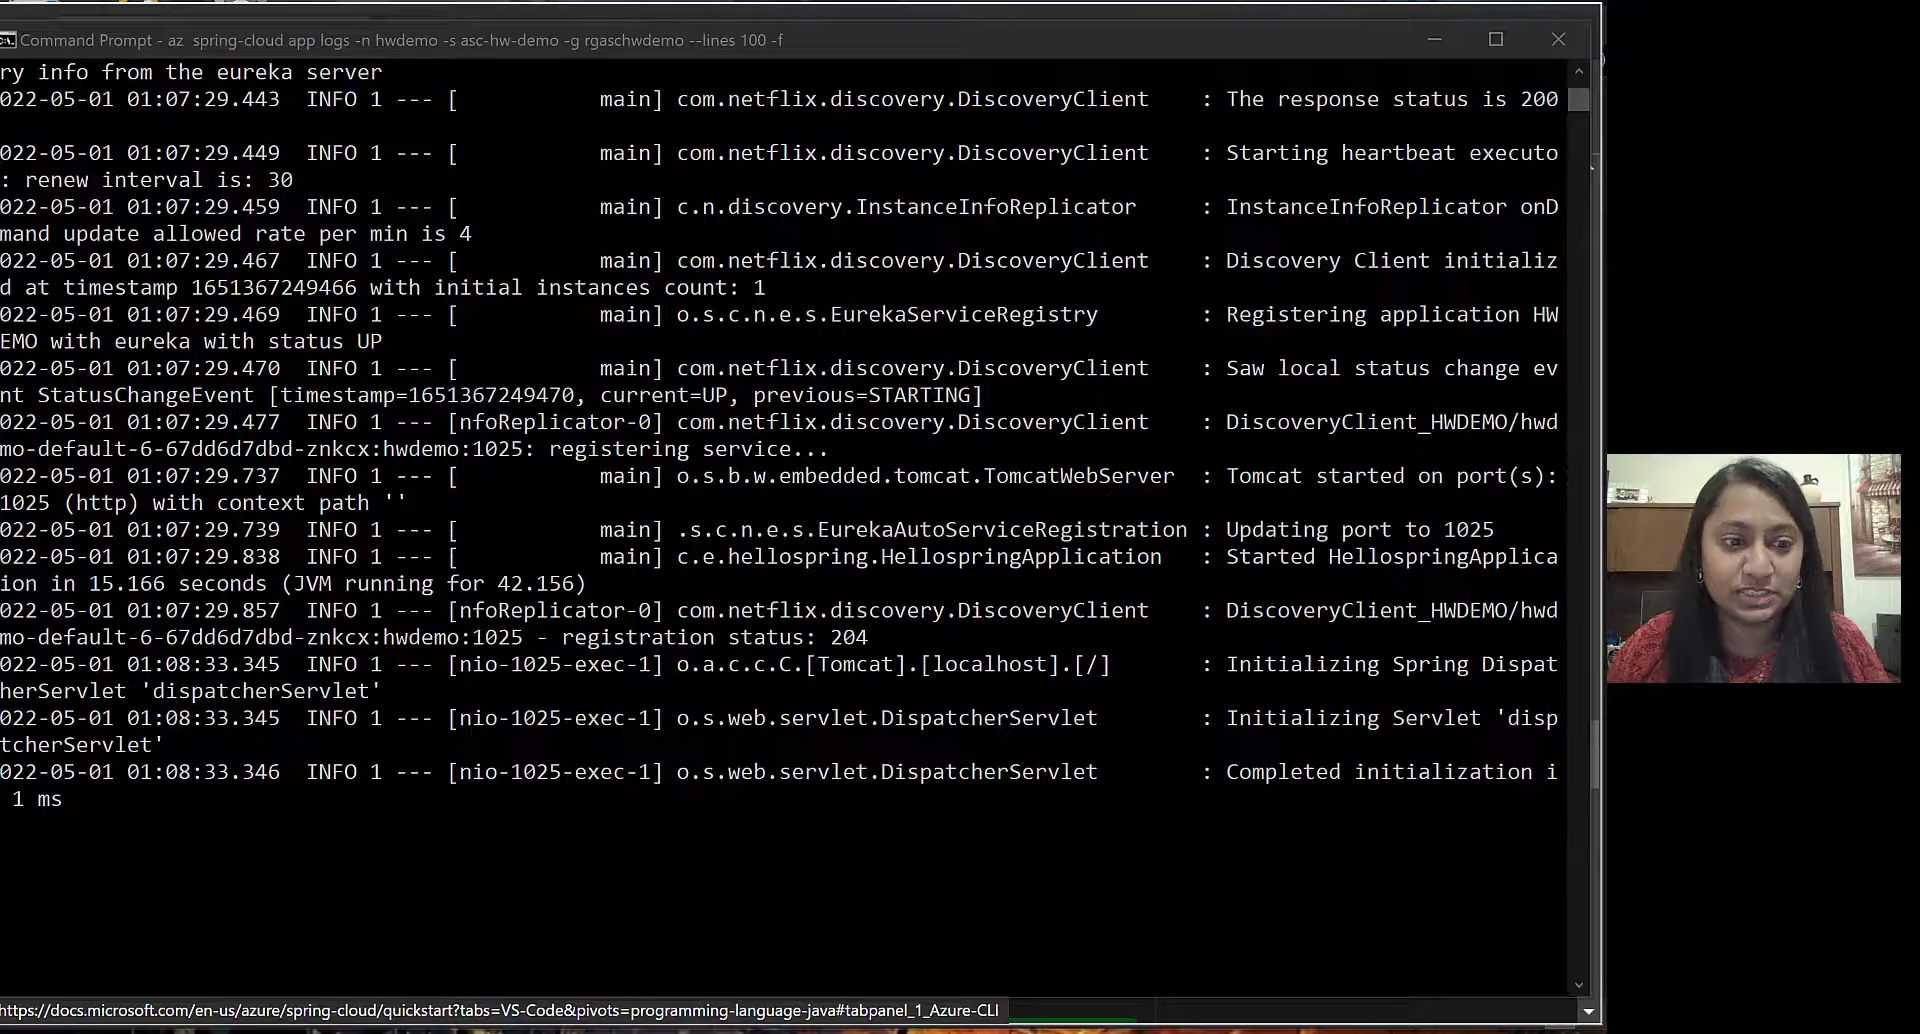 Command Prompt - az  spring-cloud app logs -n hwdemo -s asc-hw-demo -g rgaschwdemo --lines 100 -f
ry info from the eureka server
022-05-01 01:07:29.443  INFO 1 --- [           main] com.netflix.discovery.DiscoveryClient    : The response status is 200
022-05-01 01:07:29.449  INFO 1 --- [           main] com.netflix.discovery.DiscoveryClient    : Starting heartbeat executo
: renew interval is: 30
022-05-01 01:07:29.459  INFO 1 --- [           main] c.n.discovery.InstanceInfoReplicator     : InstanceInfoReplicator onD
mand update allowed rate per min is 4
022-05-01 01:07:29.467  INFO 1 --- [           main] com.netflix.discovery.DiscoveryClient    : Discovery Client initializ
d at timestamp 1651367249466 with initial instances count: 1
022-05-01 01:07:29.469  INFO 1 --- [           main] o.s.c.n.e.s.EurekaServiceRegistry        : Registering application HW
EMO with eureka with status UP
022-05-01 01:07:29.470  INFO 1 --- [           main] com.netflix.discovery.DiscoveryClient    : Saw local status change ev
nt StatusChangeEvent [timestamp=1651367249470, current=UP, previous=STARTING]
022-05-01 01:07:29.477  INFO 1 --- [nfoReplicator-0] com.netflix.discovery.DiscoveryClient    : DiscoveryClient_HWDEMO/hwd
mo-default-6-67dd6d7dbd-znkcx:hwdemo:1025: registering service...
022-05-01 01:07:29.737  INFO 1 --- [           main] o.s.b.w.embedded.tomcat.TomcatWebServer  : Tomcat started on port(s):
1025 (http) with context path ''
022-05-01 01:07:29.739  INFO 1 --- [           main] .s.c.n.e.s.EurekaAutoServiceRegistration : Updating port to 1025
022-05-01 01:07:29.838  INFO 1 --- [           main] c.e.hellospring.HellospringApplication   : Started HellospringApplica
ion in 15.166 seconds (JVM running for 42.156)
022-05-01 01:07:29.857  INFO 1 --- [nfoReplicator-0] com.netflix.discovery.DiscoveryClient    : DiscoveryClient_HWDEMO/hwd
mo-default-6-67dd6d7dbd-znkcx:hwdemo:1025 - registration status: 204
022-05-01 01:08:33.345  INFO 1 --- [nio-1025-exec-1] o.a.c.c.C.[Tomcat].[localhost].[/]       : Initializing Spring Dispat
herServlet 'dispatcherServlet'
022-05-01 01:08:33.345  INFO 1 --- [nio-1025-exec-1] o.s.web.servlet.DispatcherServlet        : Initializing Servlet 'disp
tcherServlet'
022-05-01 01:08:33.346  INFO 1 --- [nio-1025-exec-1] o.s.web.servlet.DispatcherServlet        : Completed initialization i
1 ms
https://docs.microsoft.com/en-us/azure/spring-cloud/quickstart?tabs=VS-Code&pivots=programming-language-java#tabpanel_1_Azure-CLI